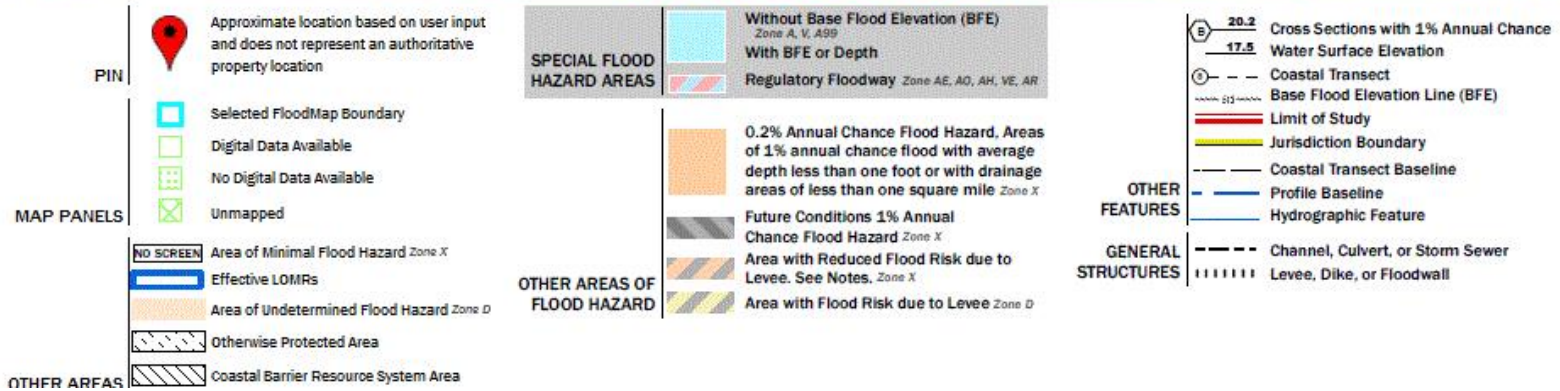 PIN
Approximate location based on user input
and does not represent an authoritative
property location
MAP PANELS
Selected FloodMap Boundary
Digital Data Available
No Digital Data Available
Unmapped
OTHER AREAS
NO SCREEN Area of Minimal Flood Hazard Zone X
Effective LOMRs
Area of Undetermined Flood Hazard Zone D
Otherwise Protected Area
Coastal Barrier Resource System Area
SPECIAL FLOOD
HAZARD AREAS
Without Base Flood Elevation (BFE)
Zone A, V, A99
With BFE or Depth
Regulatory Floodway Zone AE, AO, AH, VE, AR
OTHER AREAS OF
FLOOD HAZARD
0.2% Annual Chance Flood Hazard, Areas
of 1% annual chance flood with average
depth less than one foot or with drainage
areas of less than one square mile Zone X
Future Conditions 1% Annual
Chance Flood Hazard Zone X
Area with Reduced Flood Risk due to
Levee. See Notes. Zone X
Area with Flood Risk due to Levee Zone D
OTHER
FEATURES
B 20.2 Cross Sections with 1% Annual Chance
17.5 Water Surface Elevation
8 Coastal Transect
513 Base Flood Elevation Line (BFE)
Limit of Study
Jurisdiction Boundary
Coastal Transect Baseline
Profile Baseline
Hydrographic Feature
GENERAL
STRUCTURES
Channel, Culvert, or Storm Sewer
Levee, Dike, or Floodwall